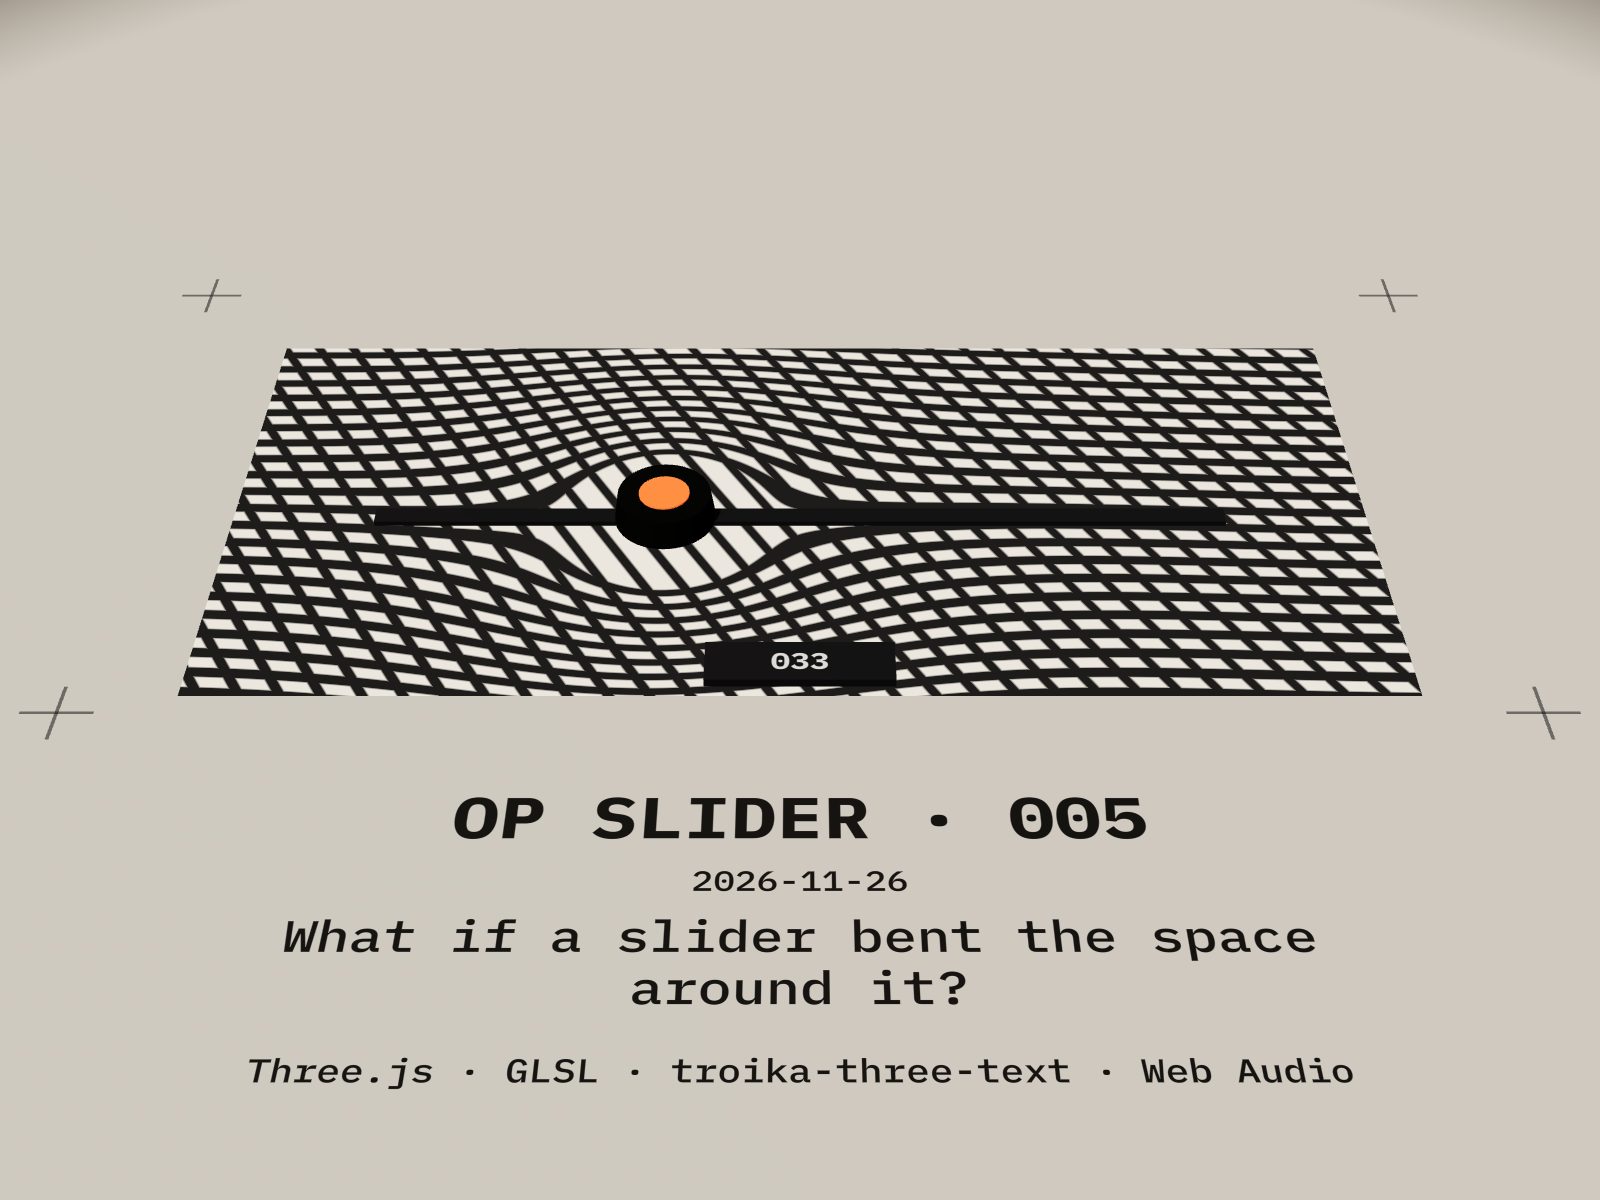 033
OP SLIDER · 005
2026-11-26
What if a slider bent the space
around it?
Three.js · GLSL · troika-three-text · Web Audio